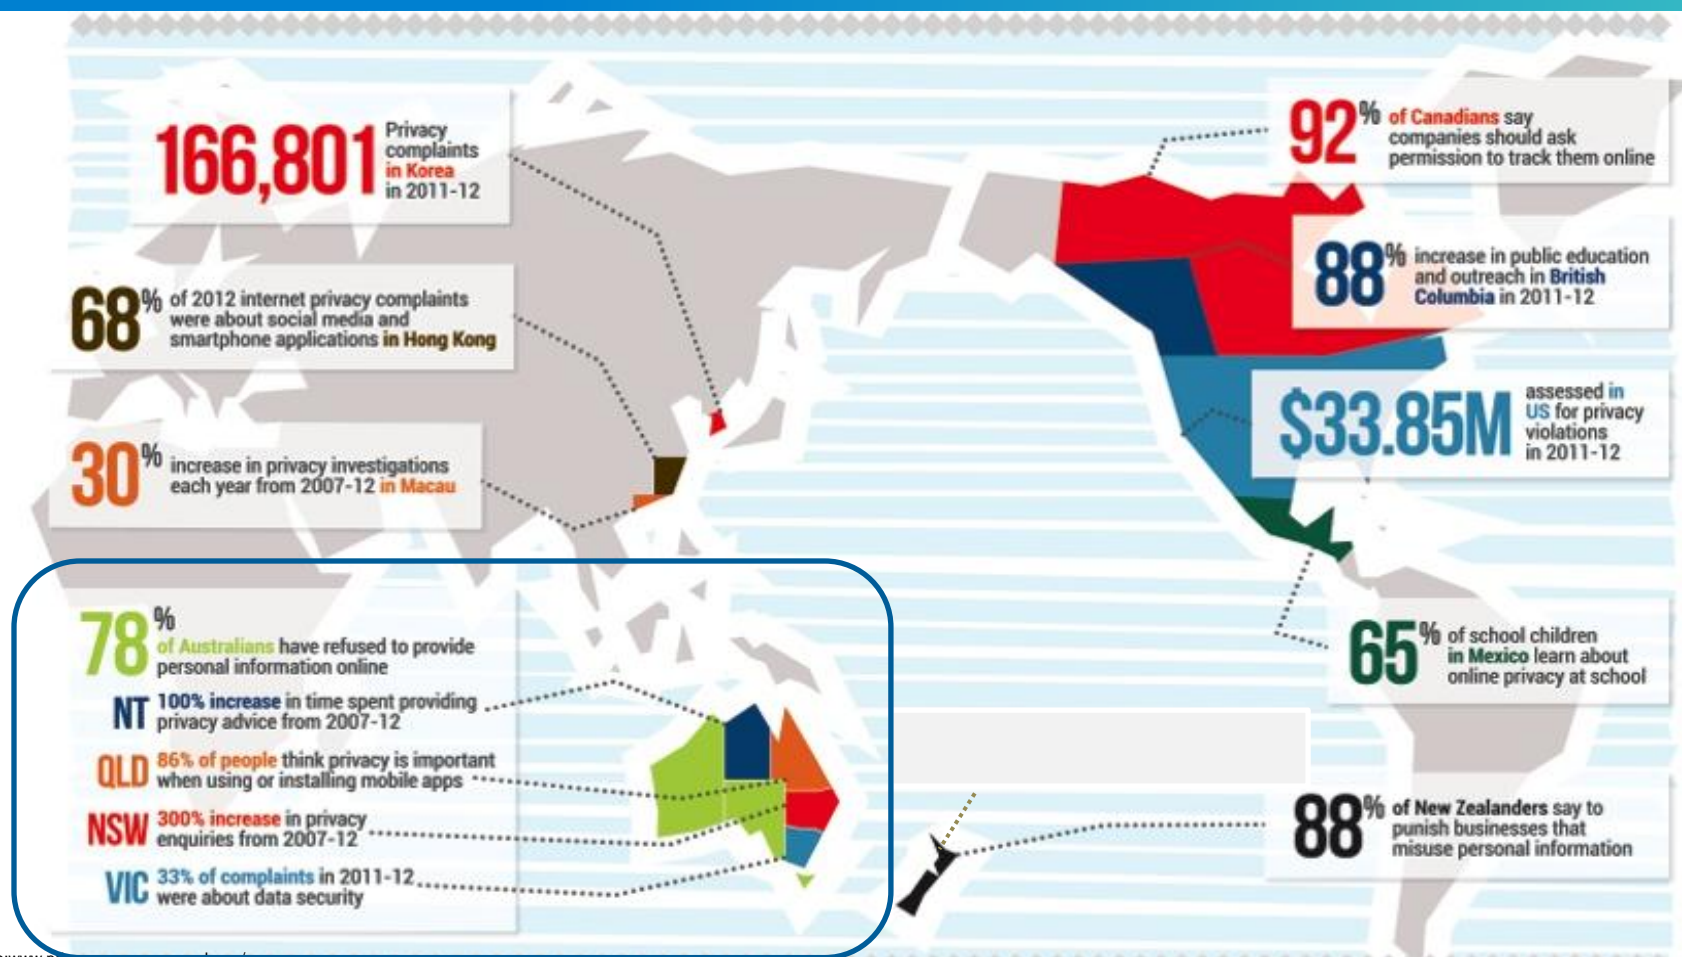 166,801 Privacy
complaints
in Korea
in 2011-12
68% of 2012 internet privacy complaints
were about social media and
smartphone applications in Hong Kong
30% increase in privacy investigations
each year from 2007-12 in Macau
78%
of Australians have refused to provide
personal information online
NT 100% increase in time spent providing
privacy advice from 2007-12
QLD 86% of people think privacy is important
when using or installing mobile apps
NSW 300% increase in privacy
enquiries from 2007-12
VIC 33% of complaints in 2011-12
were about data security
92% of Canadians say
companies should ask
permission to track them online
88% increase in public education
and outreach in British
Columbia in 2011-12
$33.85M assessed in
US for privacy
violations
in 2011-12
65% of school children
in Mexico learn about
online privacy at school
88% of New Zealanders say to
punish businesses that
misuse personal information